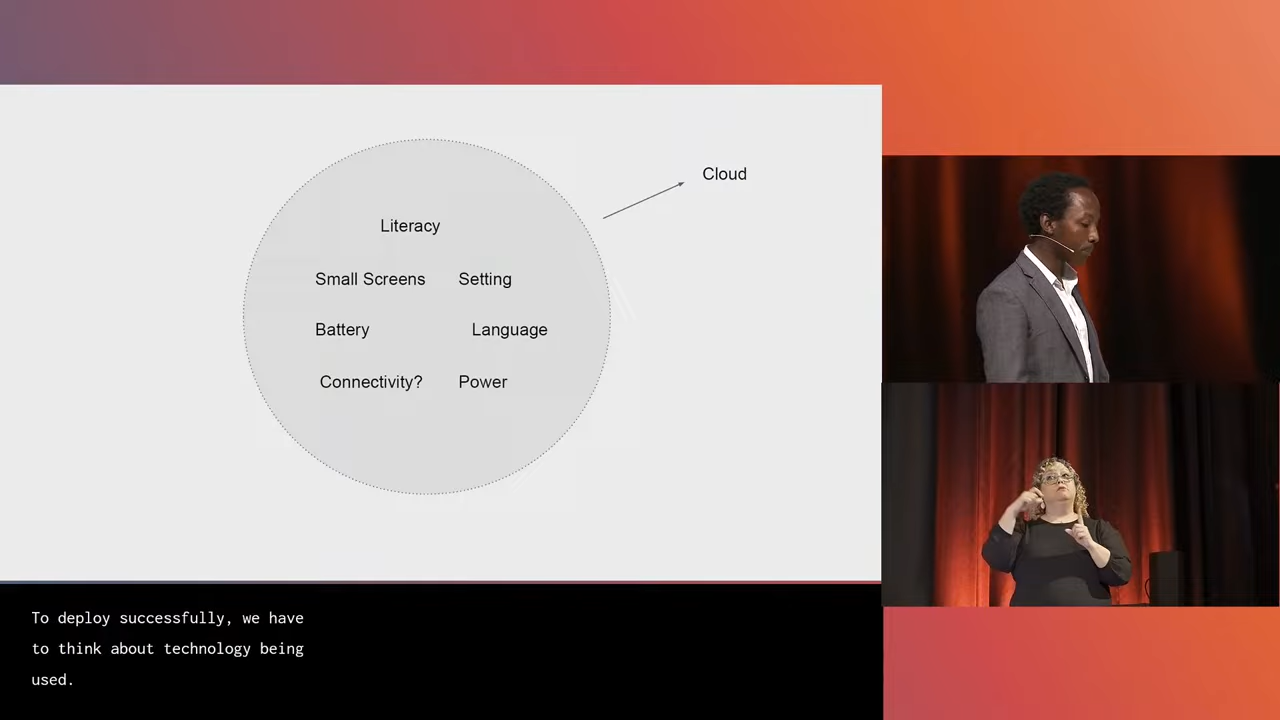 Cloud
Literacy
Small Screens Setting
Battery Language
Connectivity? Power
To deploy successfully, we have
to think about technology being
used.